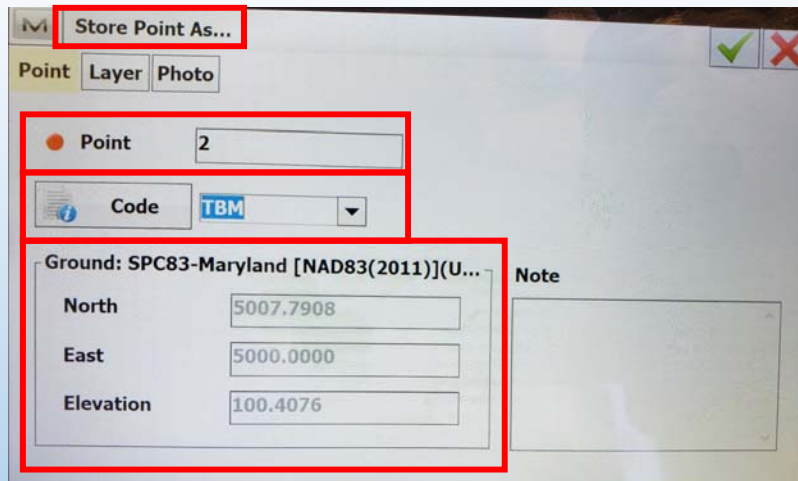 M Store Point As...
Point Layer Photo
Point 2
Code TBM
Ground: SPC83-Maryland [NAD83(2011)](U... Note
North 5007.7908
East 5000.0000
Elevation 100.4076